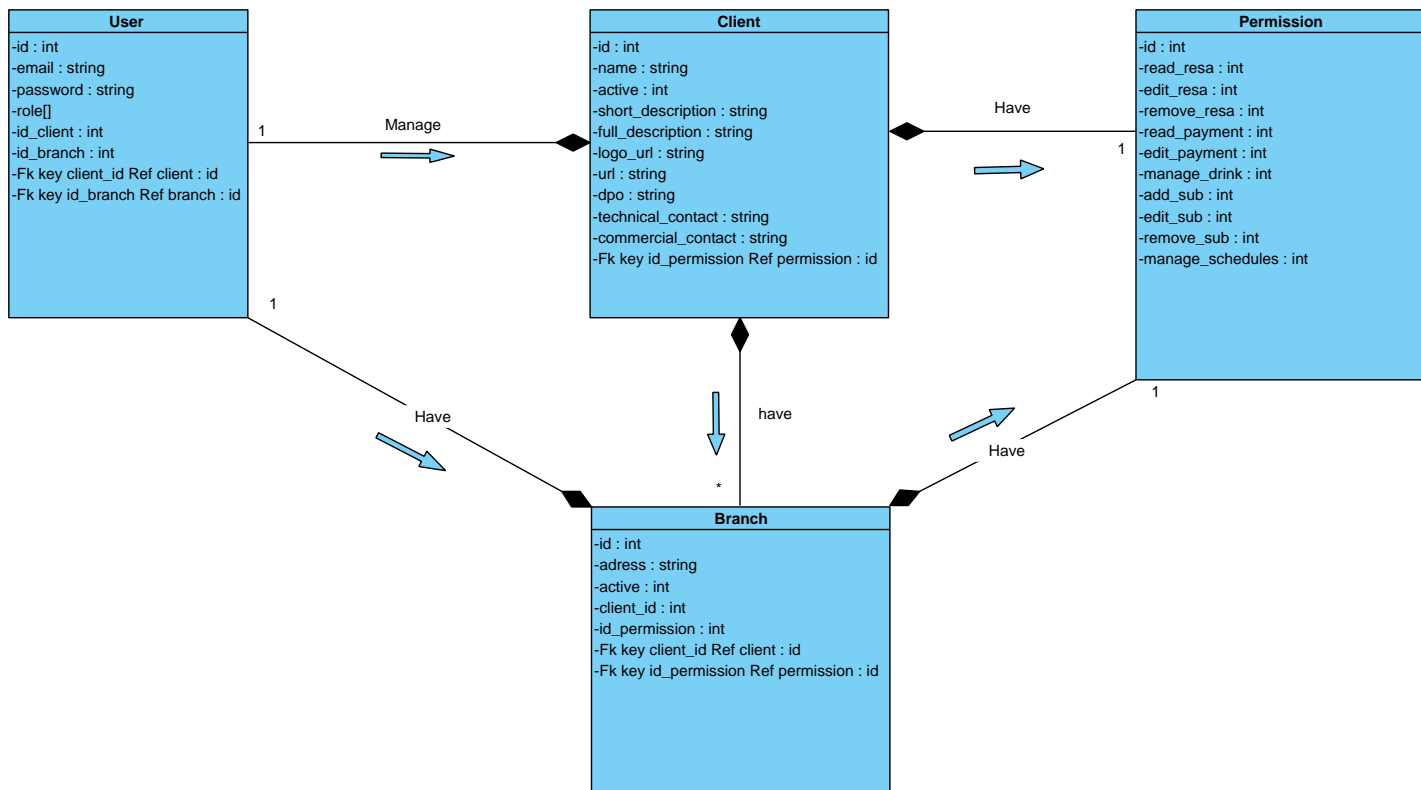 User
-id : int
-email : string
-password : string
-role[]
-id_client : int
-id_branch : int
-Fk key client_id Ref client : id
-Fk key id_branch Ref branch : id
1
Manage
Client
-id : int
-name : string
-active : int
-short_description : string
-full_description : string
-logo_url : string
-url : string
-dpo : string
-technical_contact : string
-commercial_contact : string
-Fk key id_permission Ref permission : id
Have
1
Permission
-id : int
-read_resa : int
-edit_resa : int
-remove_resa : int
-read_payment : int
-edit_payment : int
-manage_drink : int
-add_sub : int
-edit_sub : int
-remove_sub : int
-manage_schedules : int
1
Have
have
*
Have
1
Branch
-id : int
-adress : string
-active : int
-client_id : int
-id_permission : int
-Fk key client_id Ref client : id
-Fk key id_permission Ref permission : id